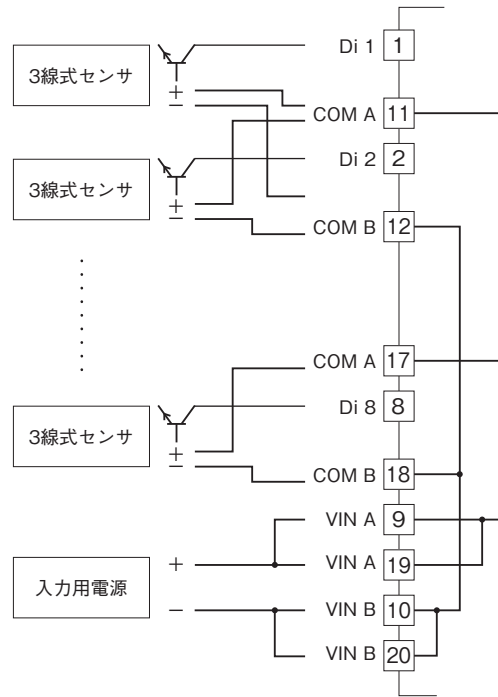 Di 1 1
3線式センサ
+
−
COM A 11
Di 2 2
3線式センサ
+
−
COM B 12
COM A 17
Di 8 8
3線式センサ
+
−
COM B 18
VIN A 9
入力用電源
+
VIN A 19
−
VIN B 10
VIN B 20